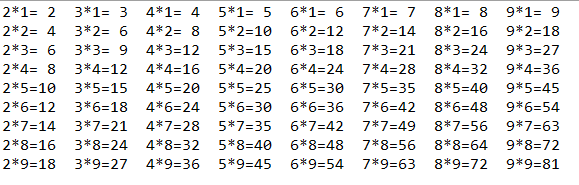 2*1= 2  3*1= 3  4*1= 4  5*1= 5  6*1= 6  7*1= 7  8*1= 8  9*1= 9
2*2= 4  3*2= 6  4*2= 8  5*2=10  6*2=12  7*2=14  8*2=16  9*2=18
2*3= 6  3*3= 9  4*3=12  5*3=15  6*3=18  7*3=21  8*3=24  9*3=27
2*4= 8  3*4=12  4*4=16  5*4=20  6*4=24  7*4=28  8*4=32  9*4=36
2*5=10  3*5=15  4*5=20  5*5=25  6*5=30  7*5=35  8*5=40  9*5=45
2*6=12  3*6=18  4*6=24  5*6=30  6*6=36  7*6=42  8*6=48  9*6=54
2*7=14  3*7=21  4*7=28  5*7=35  6*7=42  7*7=49  8*7=56  9*7=63
2*8=16  3*8=24  4*8=32  5*8=40  6*8=48  7*8=56  8*8=64  9*8=72
2*9=18  3*9=27  4*9=36  5*9=45  6*9=54  7*9=63  8*9=72  9*9=81